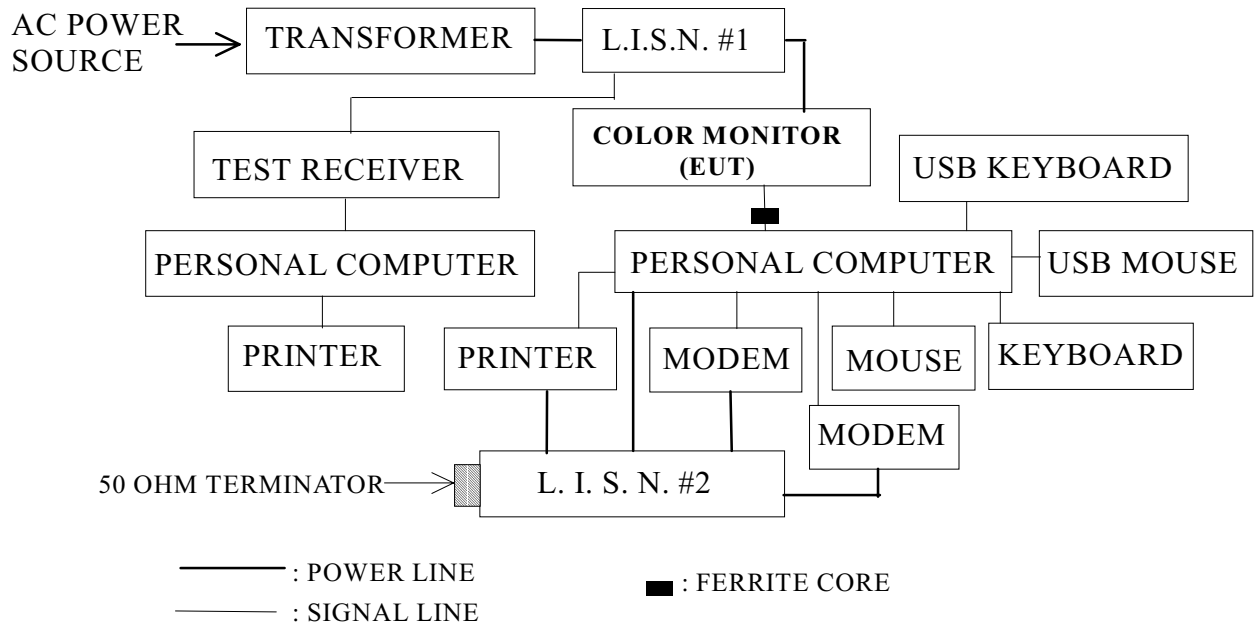 AC POWER
SOURCE
TRANSFORMER
L.I.S.N. #1
COLOR MONITOR
(EUT)
TEST RECEIVER
USB KEYBOARD
PERSONAL COMPUTER
PERSONAL COMPUTER
USB MOUSE
PRINTER
PRINTER
MODEM
MOUSE
KEYBOARD
MODEM
50 OHM TERMINATOR
L. I. S. N. #2
: POWER LINE
: FERRITE CORE
: SIGNAL LINE